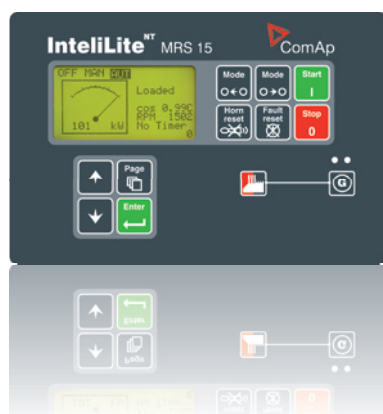 InteliLite NT MRS 15
ComAp
OFF MAN AUT
Loaded
cos 0.99C
RPM 1502
101 kW No Timer
0
Mode
Mode
Start
I
Horn reset
Fault reset
Stop
0
Page
Enter
G